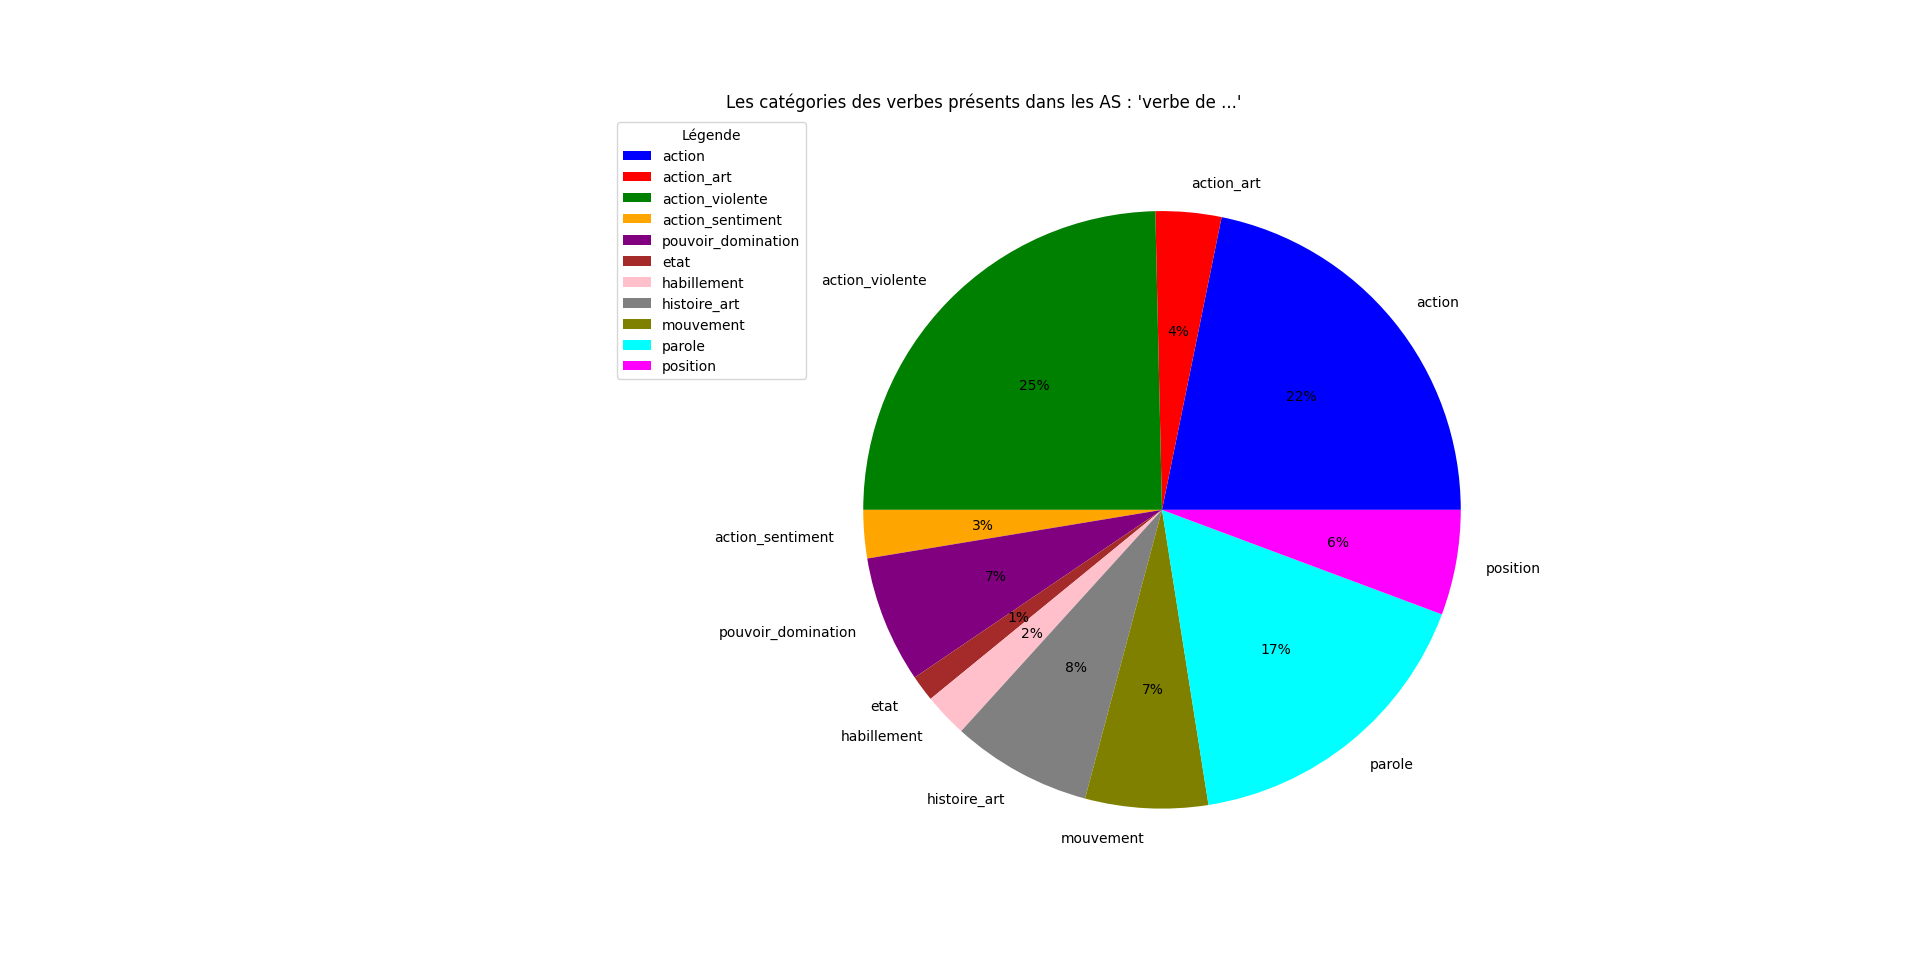 Les catégories des verbes présents dans les AS : 'verbe de ...'
Légende
action
action_art
action_violente
action_sentiment
pouvoir_domination
etat
habillement
histoire_art
mouvement
parole
position
action_art
action_violente
action
4%
25%
22%
action_sentiment
3%
6%
position
7%
pouvoir_domination
1%
2%
17%
8%
7%
etat
habillement
parole
histoire_art
mouvement